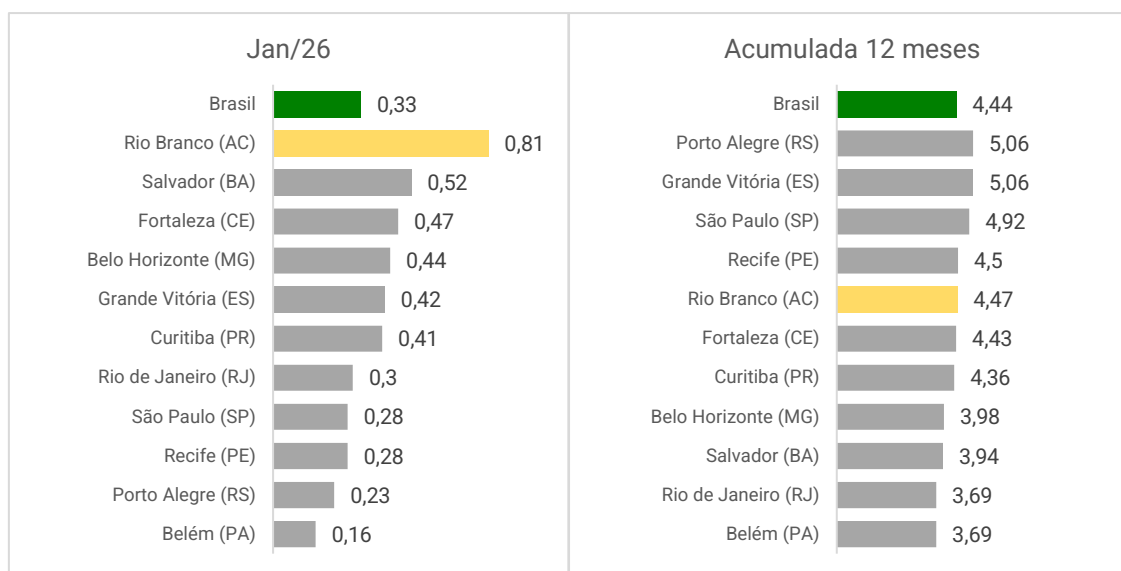 Jan/26
Brasil 0,33
Rio Branco (AC) 0,81
Salvador (BA) 0,52
Fortaleza (CE) 0,47
Belo Horizonte (MG) 0,44
Grande Vitória (ES) 0,42
Curitiba (PR) 0,41
Rio de Janeiro (RJ) 0,3
São Paulo (SP) 0,28
Recife (PE) 0,28
Porto Alegre (RS) 0,23
Belém (PA) 0,16
Acumulada 12 meses
Brasil 4,44
Porto Alegre (RS) 5,06
Grande Vitória (ES) 5,06
São Paulo (SP) 4,92
Recife (PE) 4,5
Rio Branco (AC) 4,47
Fortaleza (CE) 4,43
Curitiba (PR) 4,36
Belo Horizonte (MG) 3,98
Salvador (BA) 3,94
Rio de Janeiro (RJ) 3,69
Belém (PA) 3,69